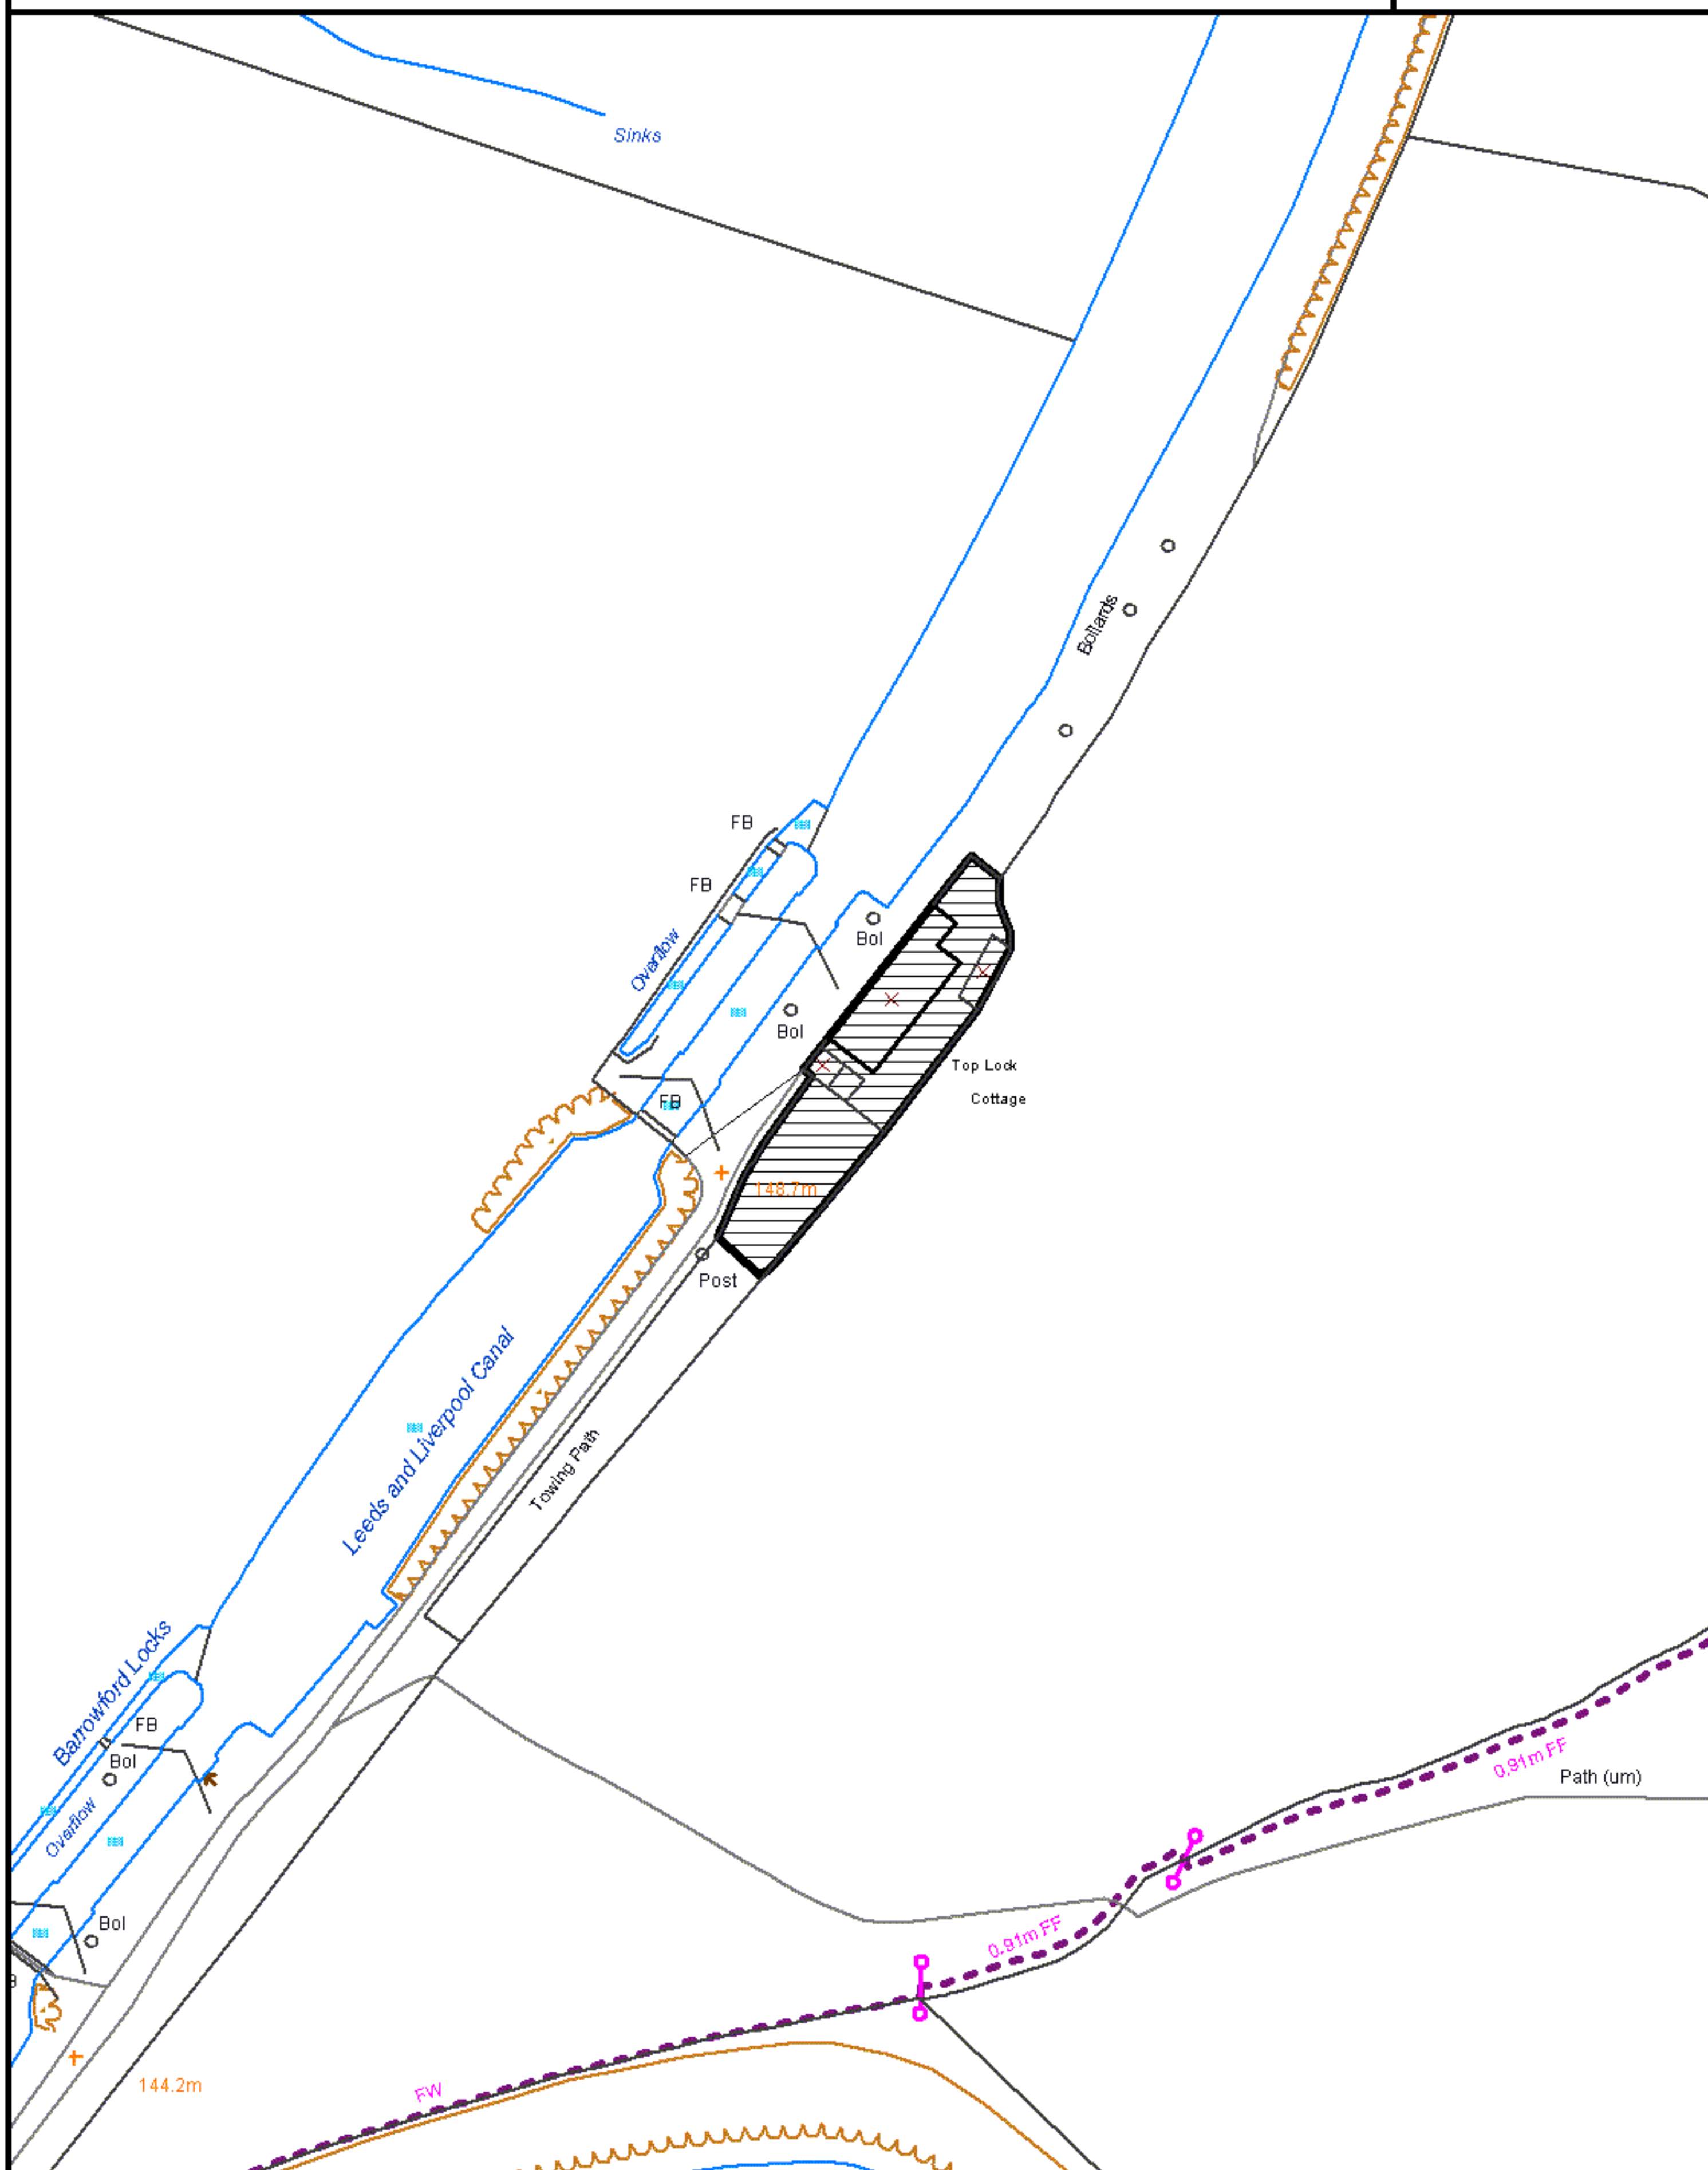 Sinks
Bollards
FB
FB
Overflow
Bol
Bol
FB
Top Lock
Cottage
148.7m
Post
Leeds and Liverpool Canal
Towing Path
Barrowford Locks
FB
Bol
Overflow
0.91m FF
Path (um)
Bol
0.91m FF
144.2m
FW